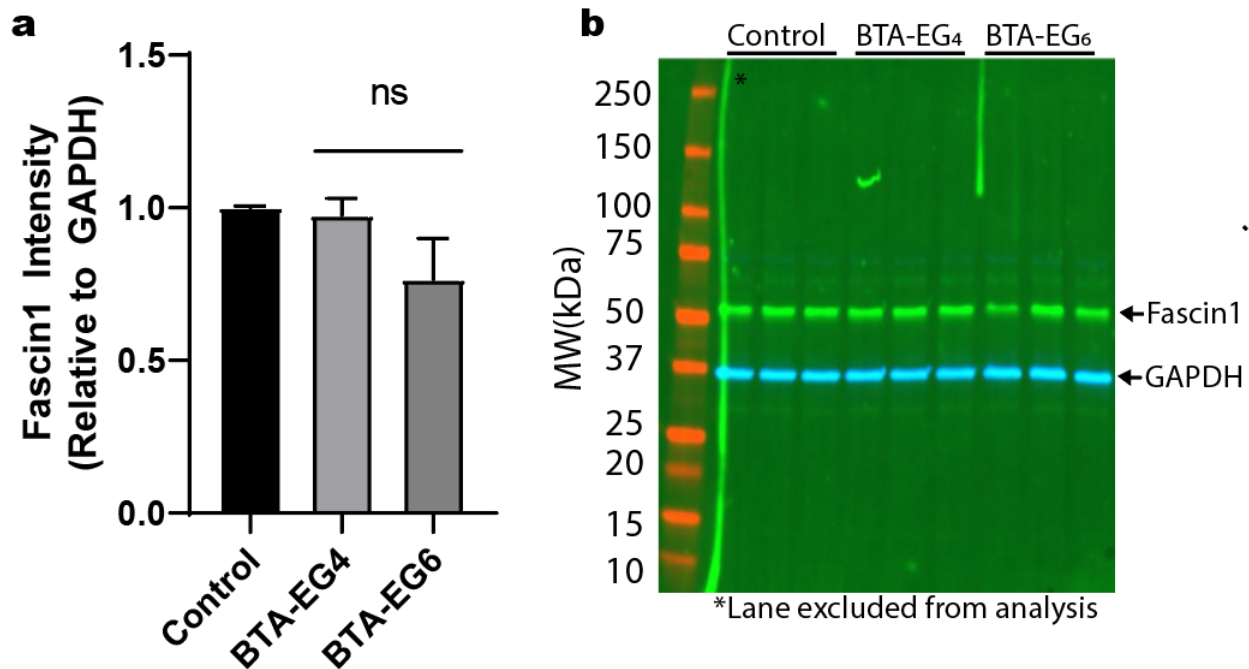 a
Fascin1 Intensity
(Relative to GAPDH)
1.5
1.0
0.5
0.0
ns
Control
BTA-EG4
BTA-EG6
b
Control BTA-EG₄ BTA-EG₆
*
MW(kDa)
250
150
100
75
50
37
25
20
15
10
Fascin1
GAPDH
*Lane excluded from analysis